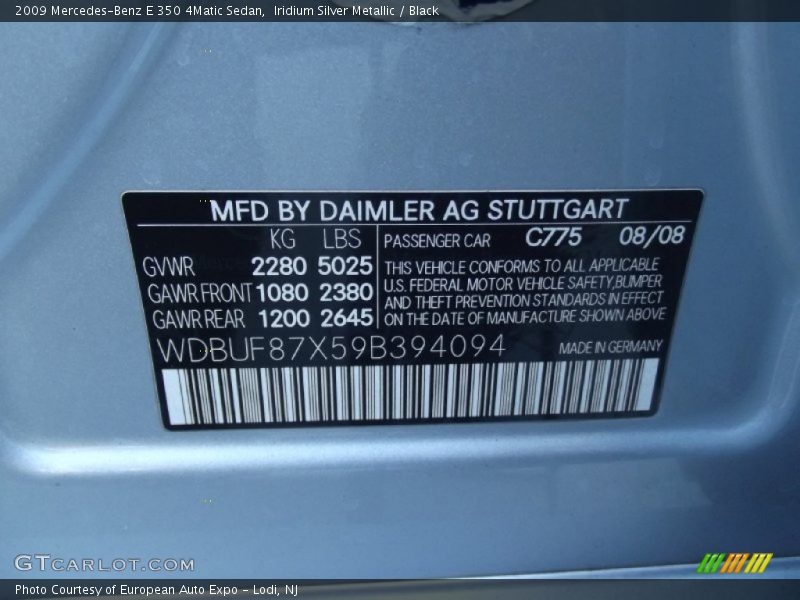 2009 Mercedes-Benz E 350 4Matic Sedan, Iridium Silver Metallic / Black
MFD BY DAIMLER AG STUTTGART
KG LBS
GVWR 2280 5025
GAWR FRONT 1080 2380
GAWR REAR 1200 2645
PASSENGER CAR C775 08/08
THIS VEHICLE CONFORMS TO ALL APPLICABLE
U.S. FEDERAL MOTOR VEHICLE SAFETY, BUMPER
AND THEFT PREVENTION STANDARDS IN EFFECT
ON THE DATE OF MANUFACTURE SHOWN ABOVE
WDBUF87X59B394094 MADE IN GERMANY
GTCarLot.com
Photo Courtesy of European Auto Expo - Lodi, NJ